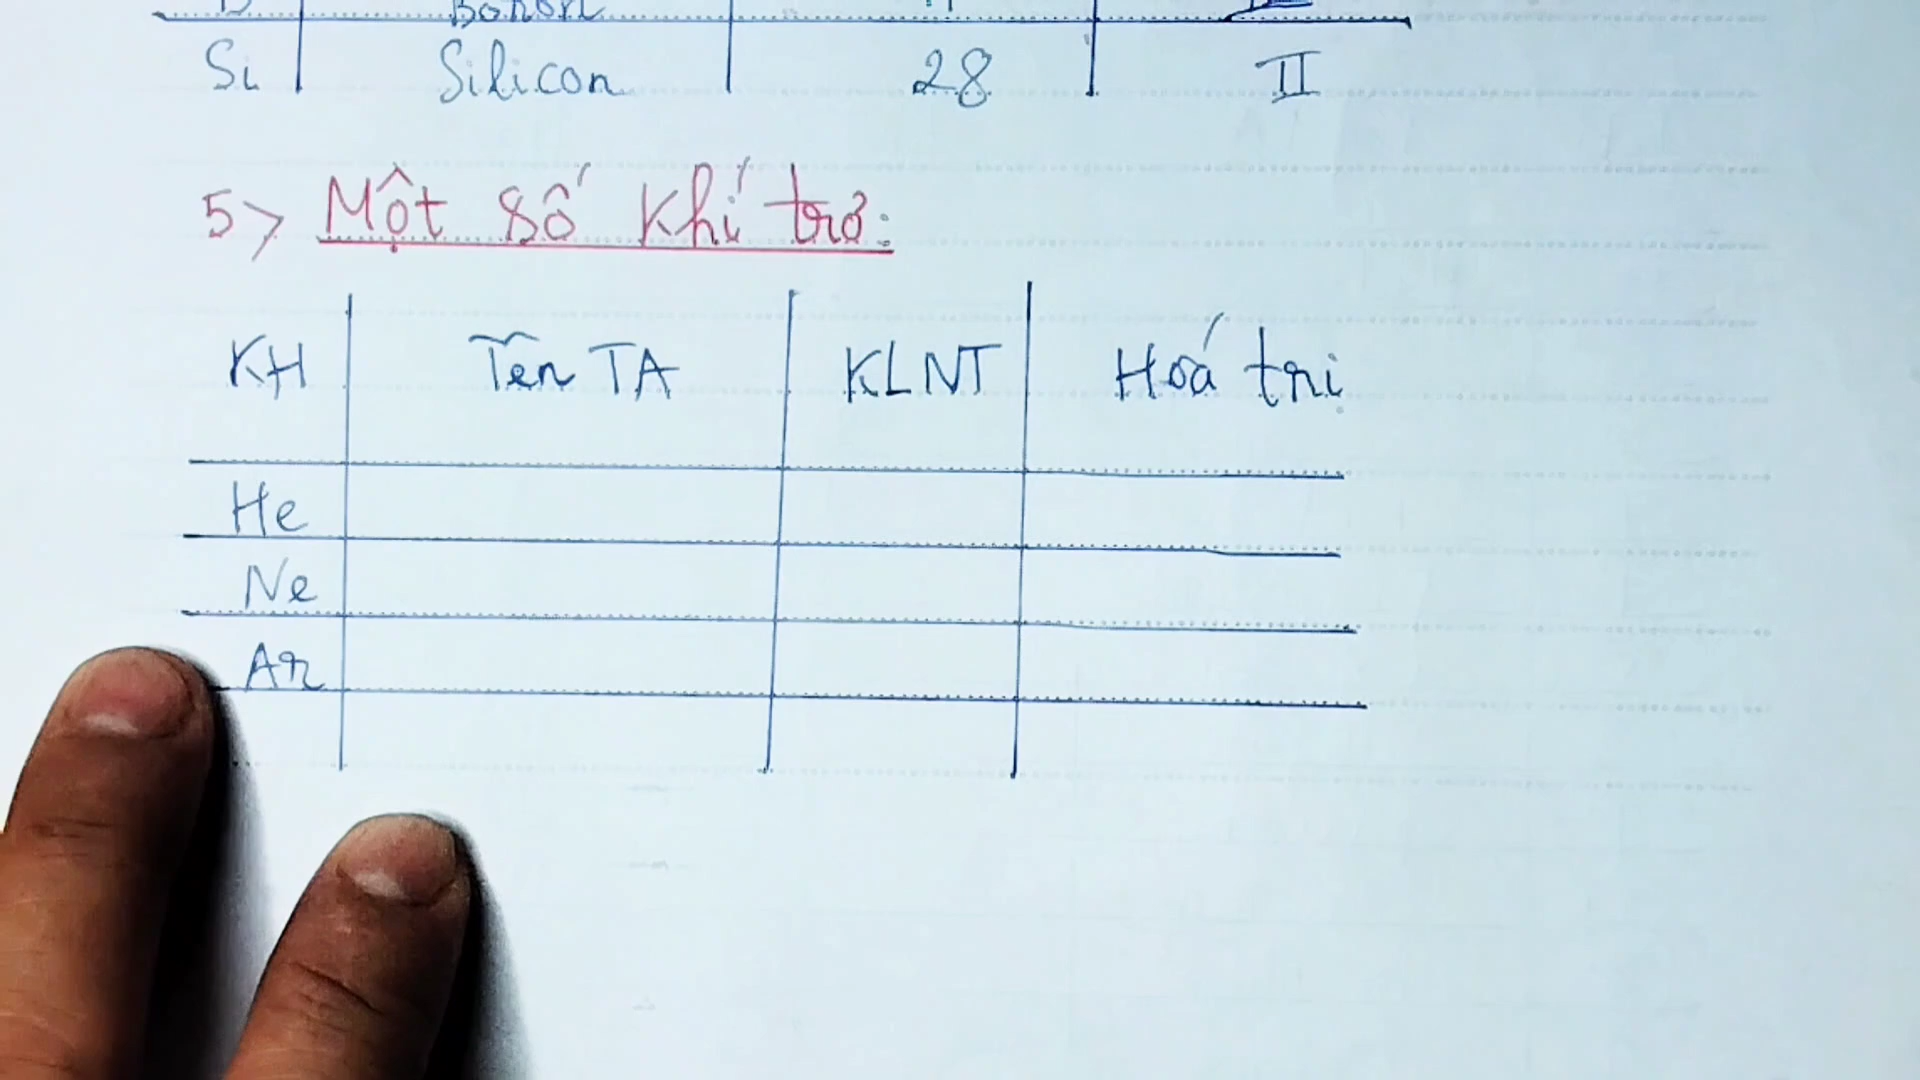 Si Silicon 28 II
5> Một số khí trơ:
KH Tên TA KLNT Hoá trị
He
Ne
Ar